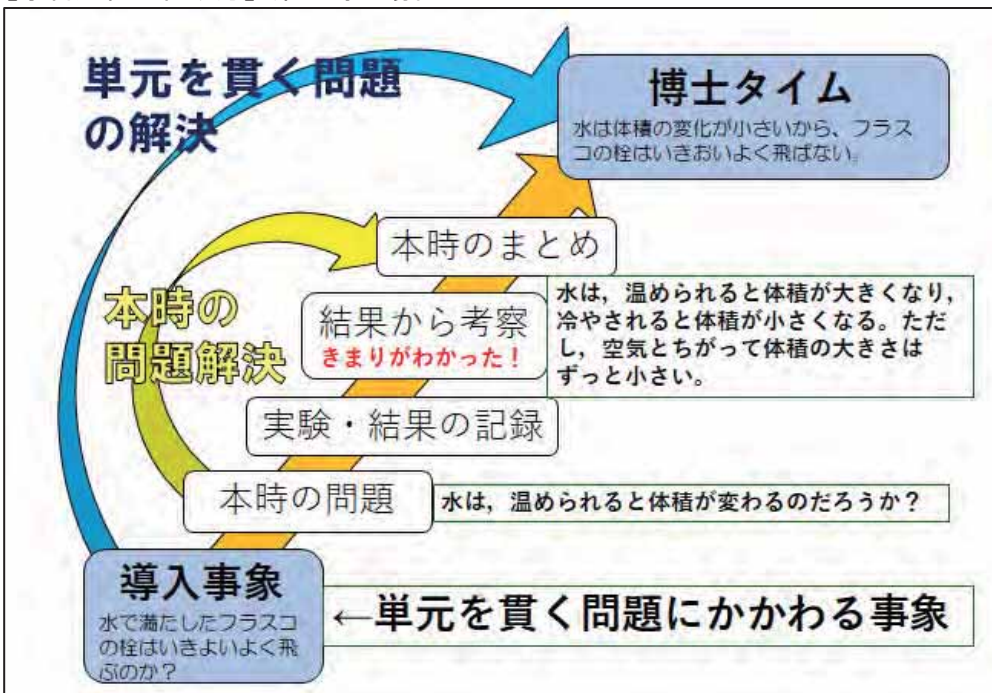 単元を貫く問題
の解決
博士タイム
水は体積の変化が小さいから、フラス
コの栓はいきおいよく飛ばない。
本時のまとめ
本時の
問題解決
結果から考察
きまりがわかった！
水は，温められると体積が大きくなり，
冷やされると体積が小さくなる。ただ
し，空気とちがって体積の大きさは
ずっと小さい。
実験・結果の記録
本時の問題
水は，温められると体積が変わるのだろうか？
導入事象
水で満たしたフラスコ
の栓はいきよいよく飛
ぶのか？
←単元を貫く問題にかかわる事象